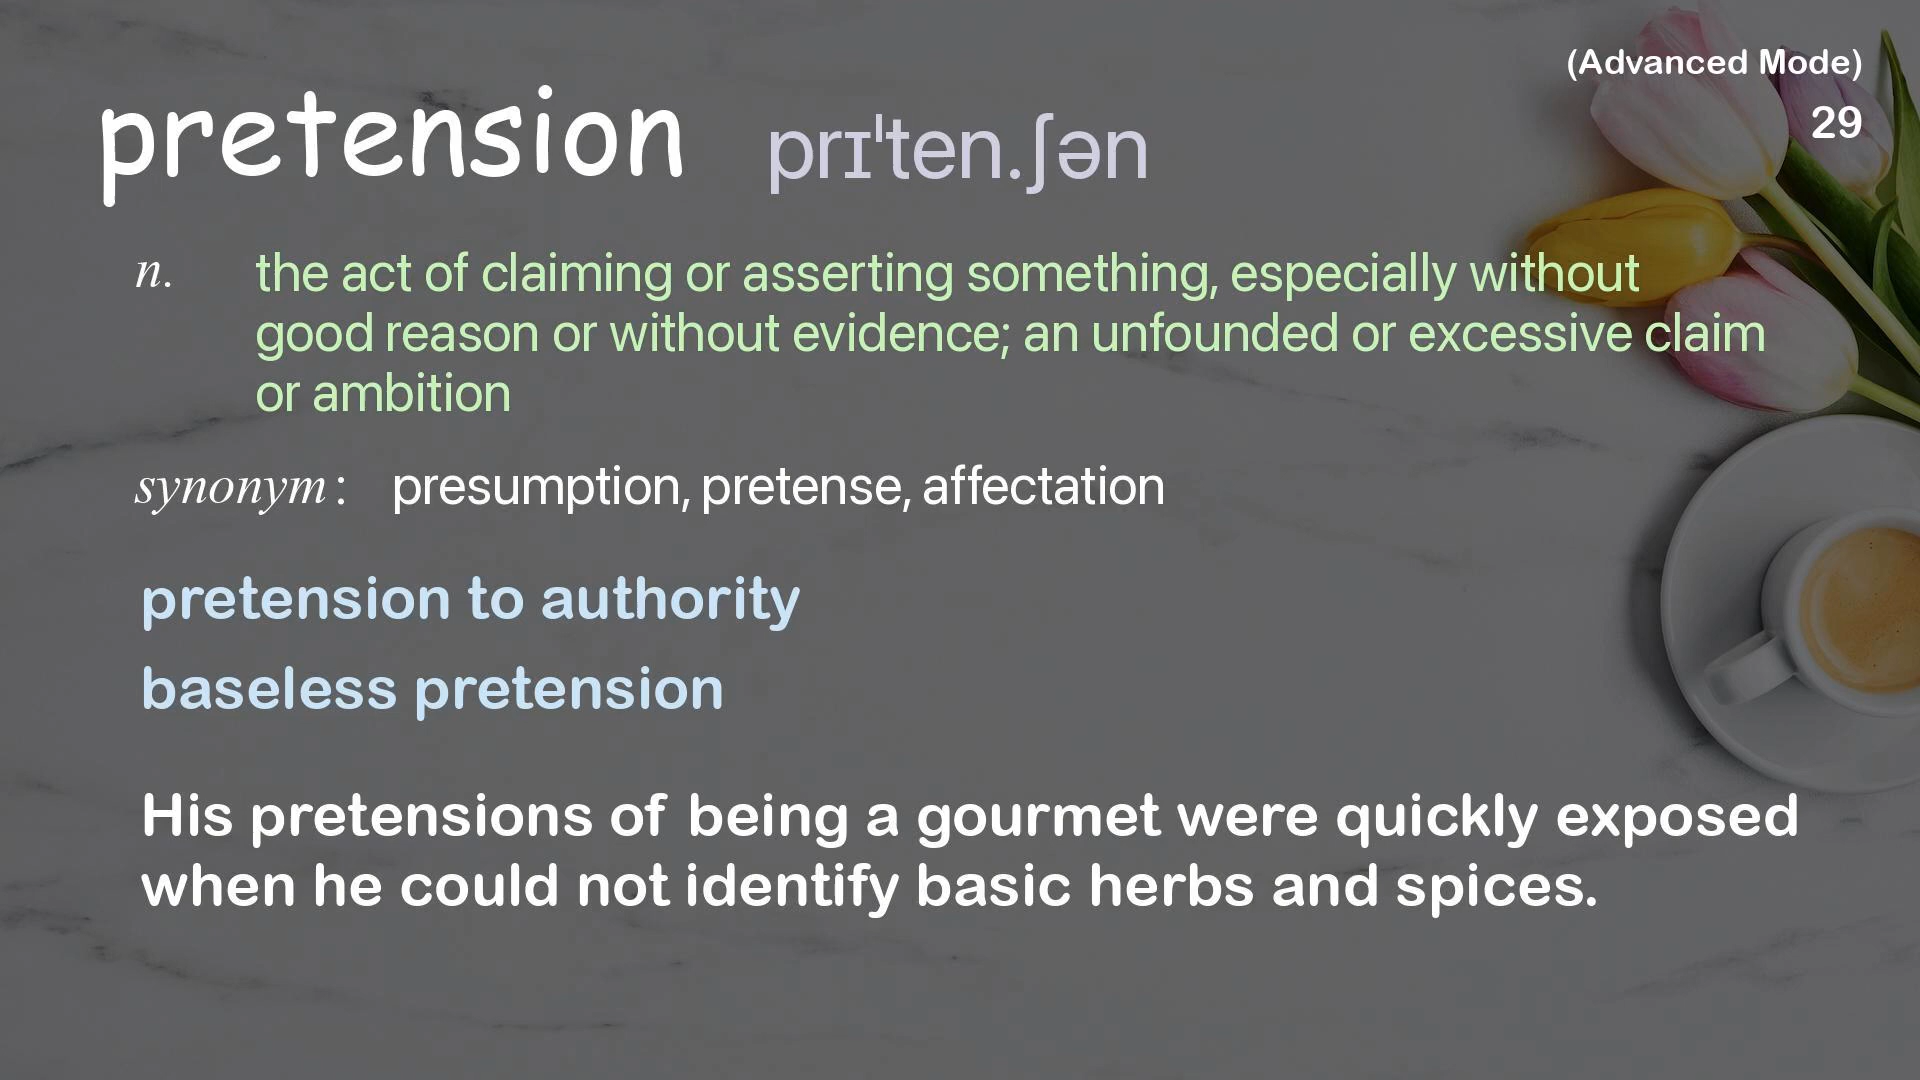 (Advanced Mode)
29
pretension prɪˈten.ʃən
n. the act of claiming or asserting something, especially without
good reason or without evidence; an unfounded or excessive claim
or ambition
synonym: presumption, pretense, affectation
pretension to authority
baseless pretension
His pretensions of being a gourmet were quickly exposed
when he could not identify basic herbs and spices.